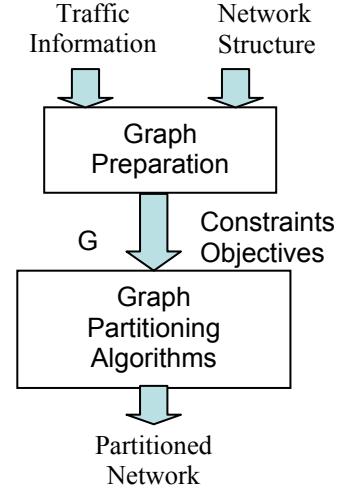 Traffic
Information
Network
Structure
Graph
Preparation
G
Constraints
Objectives
Graph
Partitioning
Algorithms
Partitioned
Network